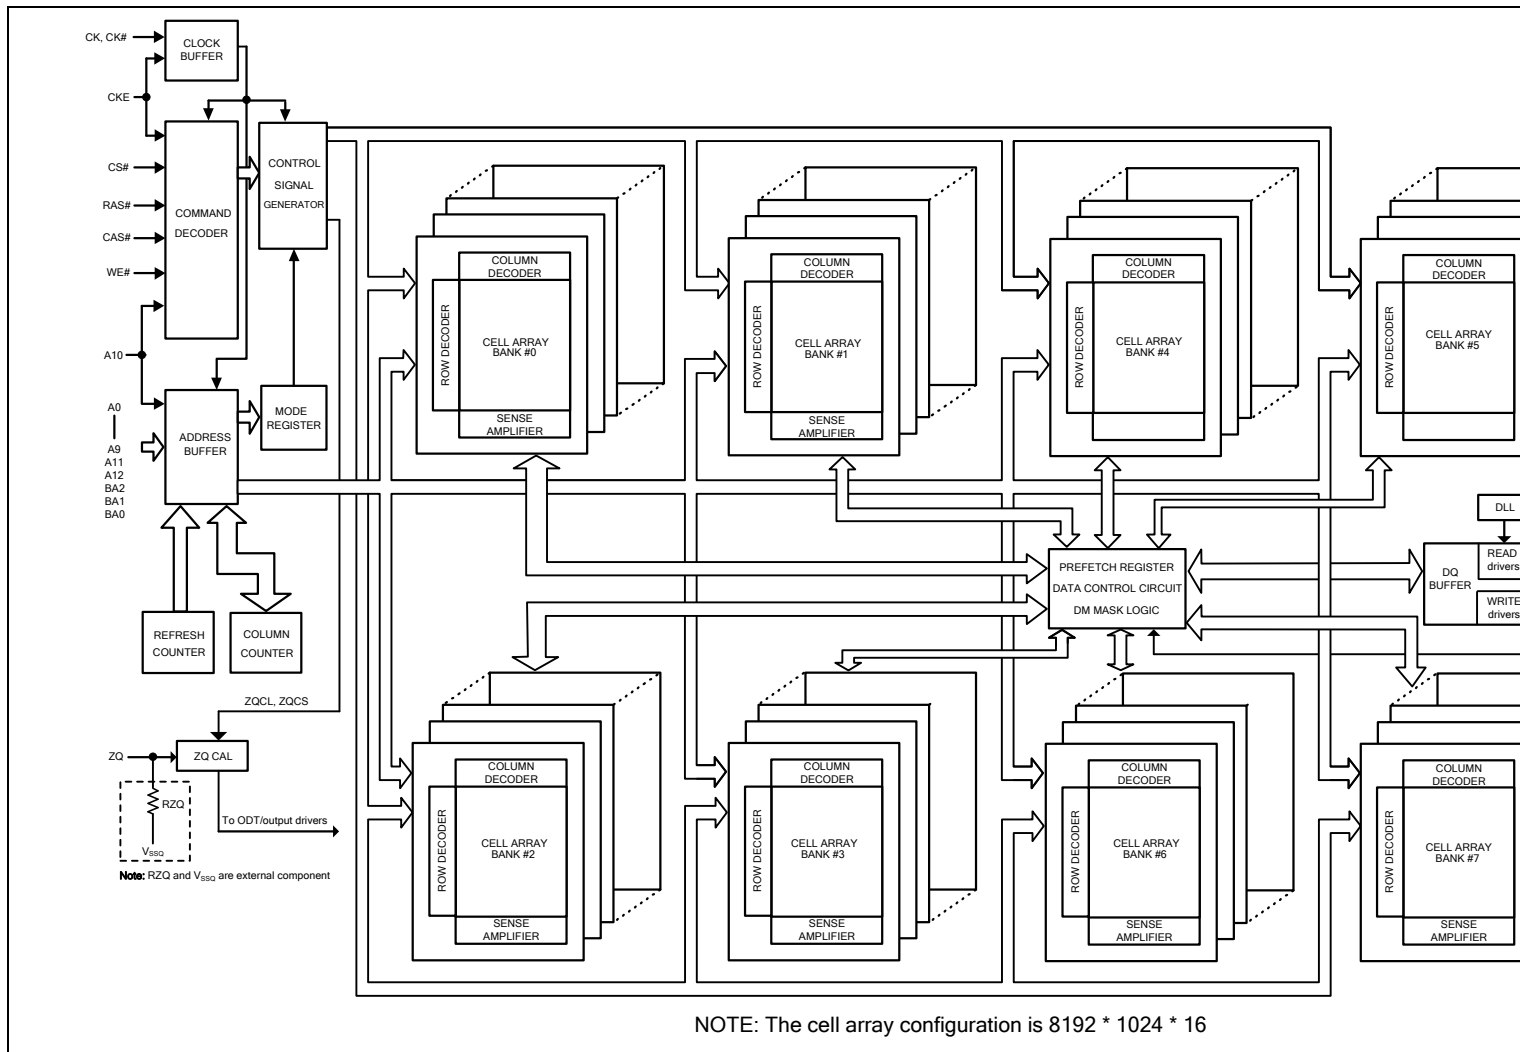 CK, CK#
CLOCK
BUFFER
CKE
CS#
RAS#
CAS#
WE#
COMMAND
DECODER
CONTROL
SIGNAL
GENERATOR
A10
A0
A9
A11
A12
BA2
BA1
BA0
ADDRESS
BUFFER
MODE
REGISTER
REFRESH
COUNTER
COLUMN
COUNTER
ZQCL, ZQCS
ZQ
ZQ CAL
RZQ
VSSQ
To ODT/output drivers
Note: RZQ and VSSQ are external component
COLUMN
DECODER
ROW DECODER
CELL ARRAY
BANK #0
SENSE
AMPLIFIER
COLUMN
DECODER
ROW DECODER
CELL ARRAY
BANK #1
SENSE
AMPLIFIER
COLUMN
DECODER
ROW DECODER
CELL ARRAY
BANK #4
COLUMN
DECODER
ROW DECODER
CELL ARRAY
BANK #5
PREFETCH REGISTER
DATA CONTROL CIRCUIT
DM MASK LOGIC
DLL
DQ
BUFFER
READ
drivers
WRITE
drivers
COLUMN
DECODER
ROW DECODER
CELL ARRAY
BANK #2
SENSE
AMPLIFIER
COLUMN
DECODER
ROW DECODER
CELL ARRAY
BANK #3
SENSE
AMPLIFIER
COLUMN
DECODER
ROW DECODER
CELL ARRAY
BANK #6
SENSE
AMPLIFIER
COLUMN
DECODER
ROW DECODER
CELL ARRAY
BANK #7
SENSE
AMPLIFIER
NOTE: The cell array configuration is 8192 * 1024 * 16